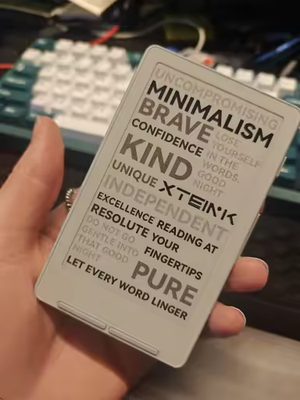 UNCOMPROMISING
MINIMALISM
BRAVE LOSE
YOURSELF
CONFIDENCE IN THE
WORDS.
KIND GOOD
NIGHT.
UNIQUE XTEINK
INDEPENDENT
EXCELLENCE READING AT
RESOLUTE YOUR
DO NOT GO
GENTLE INTO FINGERTIPS
THAT GOOD
NIGHT PURE
LET EVERY WORD LINGER